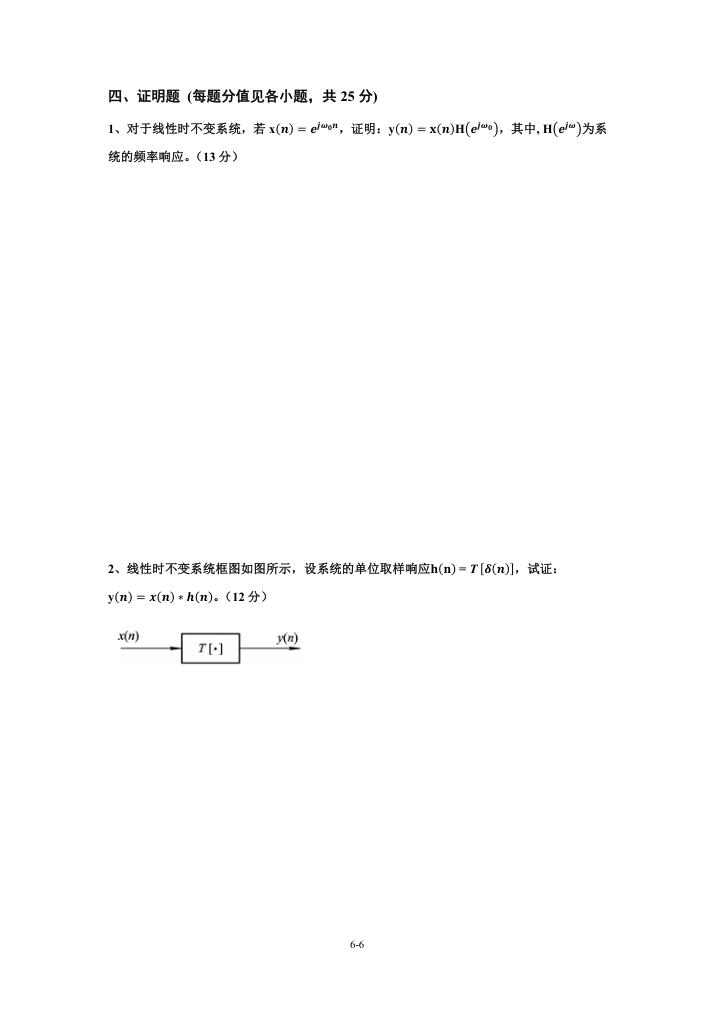 四、证明题 (每题分值见各小题，共 25 分)
1、对于线性时不变系统，若 x(n) = e^{jω₀n}，证明：y(n) = x(n)H(e^{jω₀})，其中, H(e^{jω})为系
统的频率响应。（13 分）
2、线性时不变系统框图如图所示，设系统的单位取样响应h(n) = T [δ(n)]，试证：
y(n) = x(n) ∗ h(n)。（12 分）
x(n) T [•] y(n)
6-6